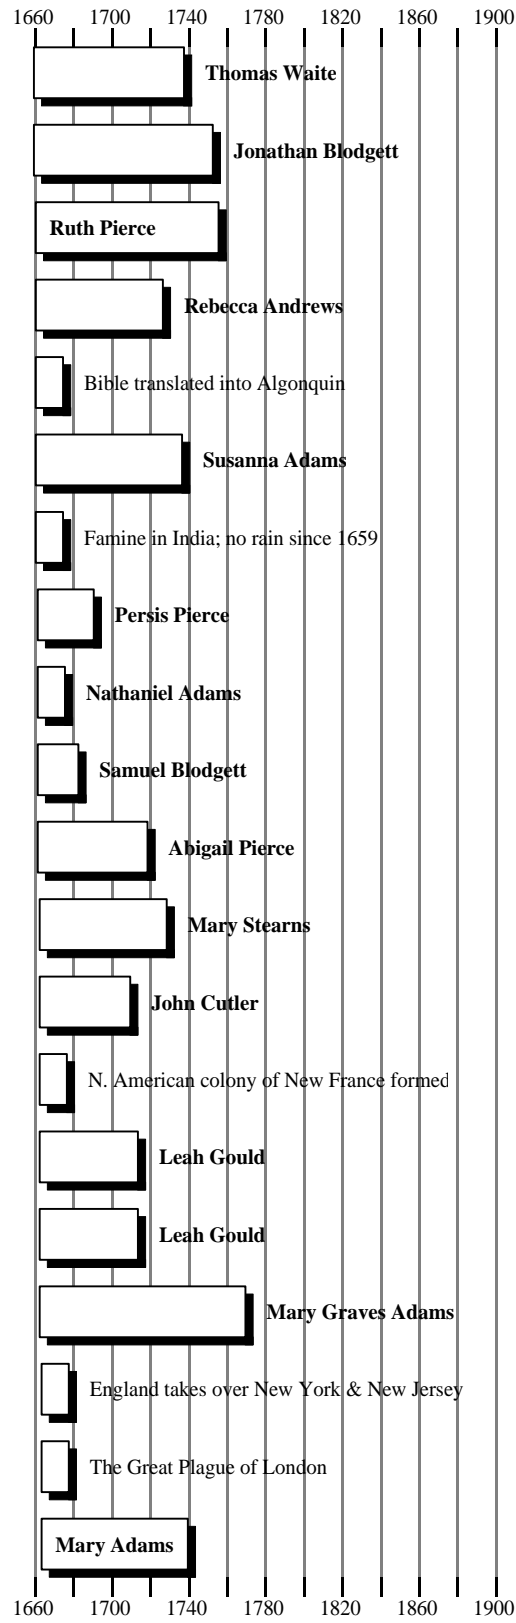 1660 1700 1740 1780 1820 1860 1900
Thomas Waite
Jonathan Blodgett
Ruth Pierce
Rebecca Andrews
Bible translated into Algonquin
Susanna Adams
Famine in India; no rain since 1659
Persis Pierce
Nathaniel Adams
Samuel Blodgett
Abigail Pierce
Mary Stearns
John Cutler
N. American colony of New France formed
Leah Gould
Leah Gould
Mary Graves Adams
England takes over New York & New Jersey
The Great Plague of London
Mary Adams
1660 1700 1740 1780 1820 1860 1900